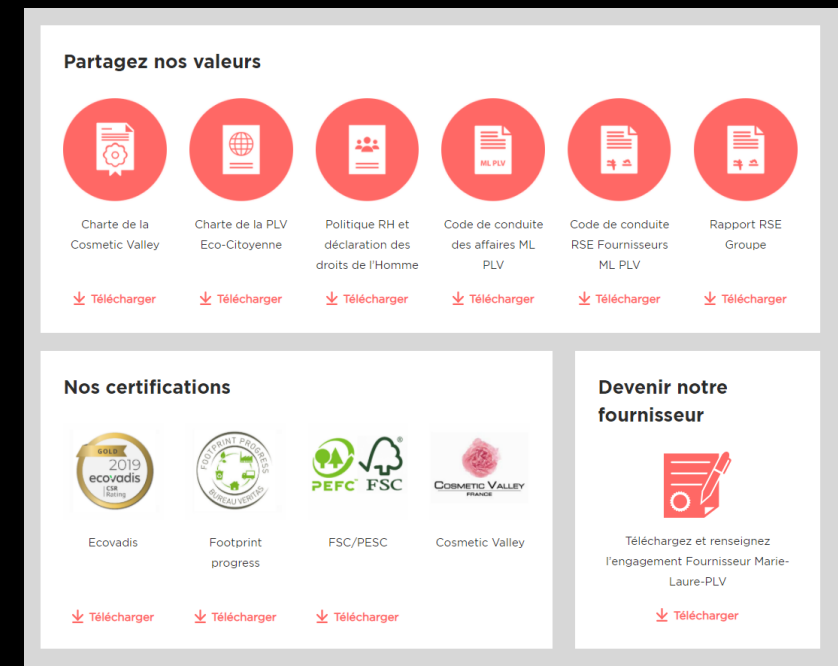 Partagez nos valeurs
ML PLV
Charte de la
Cosmetic Valley
Télécharger
Charte de la PLV
Eco-Citoyenne
Télécharger
Politique RH et
déclaration des
droits de l'Homme
Télécharger
Code de conduite
des affaires ML
PLV
Télécharger
Code de conduite
RSE Fournisseurs
ML PLV
Télécharger
Rapport RSE
Groupe
Télécharger
Nos certifications
GOLD
2019
ecovadis
CSR
Rating
Ecovadis
Télécharger
FOOTPRINT PROGRESS
BUREAU VERITAS
Footprint
progress
Télécharger
PEFC™ FSC®
FSC/PESC
Télécharger
COSMETIC VALLEY
FRANCE
Cosmetic Valley
Devenir notre
fournisseur
Téléchargez et renseignez
l'engagement Fournisseur Marie-
Laure-PLV
Télécharger